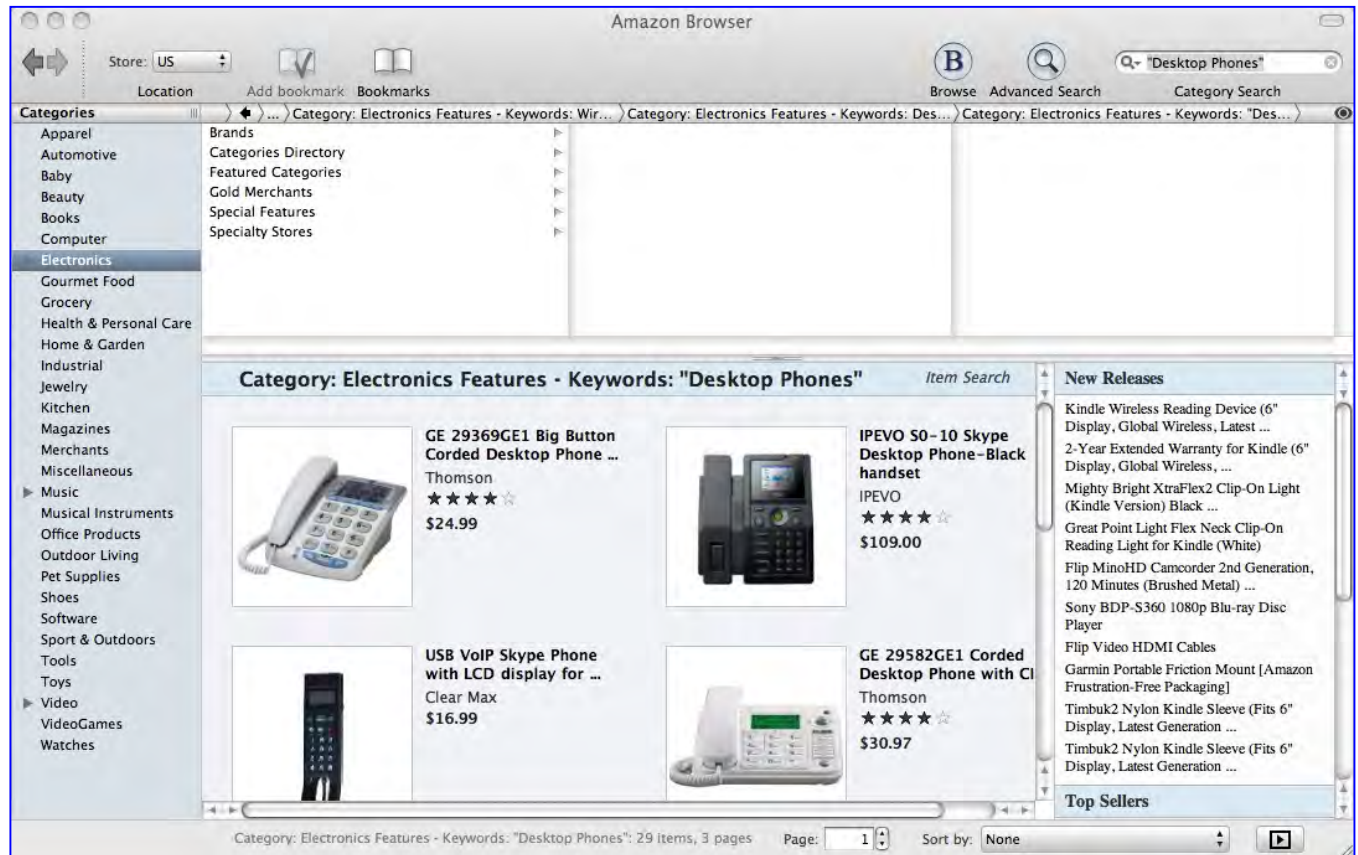 Amazon Browser
Store: US
"Desktop Phones"
Location
Add bookmark
Bookmarks
B
Browse
Advanced Search
Category Search
Categories
... Category: Electronics Features - Keywords: Wir... Category: Electronics Features - Keywords: Des... Category: Electronics Features - Keywords: "Des...
Apparel
Automotive
Baby
Beauty
Books
Computer
Electronics
Gourmet Food
Grocery
Health & Personal Care
Home & Garden
Industrial
Jewelry
Kitchen
Magazines
Merchants
Miscellaneous
Music
Musical Instruments
Office Products
Outdoor Living
Pet Supplies
Shoes
Software
Sport & Outdoors
Tools
Toys
Video
VideoGames
Watches
Brands
Categories Directory
Featured Categories
Gold Merchants
Special Features
Specialty Stores
Category: Electronics Features - Keywords: "Desktop Phones"
Item Search
GE 29369GE1 Big Button
Corded Desktop Phone ...
Thomson
$24.99
IPEVO S0-10 Skype
Desktop Phone-Black
handset
IPEVO
$109.00
USB VoIP Skype Phone
with LCD display for ...
Clear Max
$16.99
GE 29582GE1 Corded
Desktop Phone with CI
Thomson
$30.97
New Releases
Kindle Wireless Reading Device (6"
Display, Global Wireless, Latest ...
2-Year Extended Warranty for Kindle (6"
Display, Global Wireless, ...
Mighty Bright XtraFlex2 Clip-On Light
(Kindle Version) Black ...
Great Point Light Flex Neck Clip-On
Reading Light for Kindle (White)
Flip MinoHD Camcorder 2nd Generation,
120 Minutes (Brushed Metal) ...
Sony BDP-S360 1080p Blu-ray Disc
Player
Flip Video HDMI Cables
Garmin Portable Friction Mount [Amazon
Frustration-Free Packaging]
Timbuk2 Nylon Kindle Sleeve (Fits 6"
Display, Latest Generation ...
Timbuk2 Nylon Kindle Sleeve (Fits 6"
Display, Latest Generation ...
Top Sellers
Category: Electronics Features - Keywords: "Desktop Phones": 29 items, 3 pages
Page: 1
Sort by: None